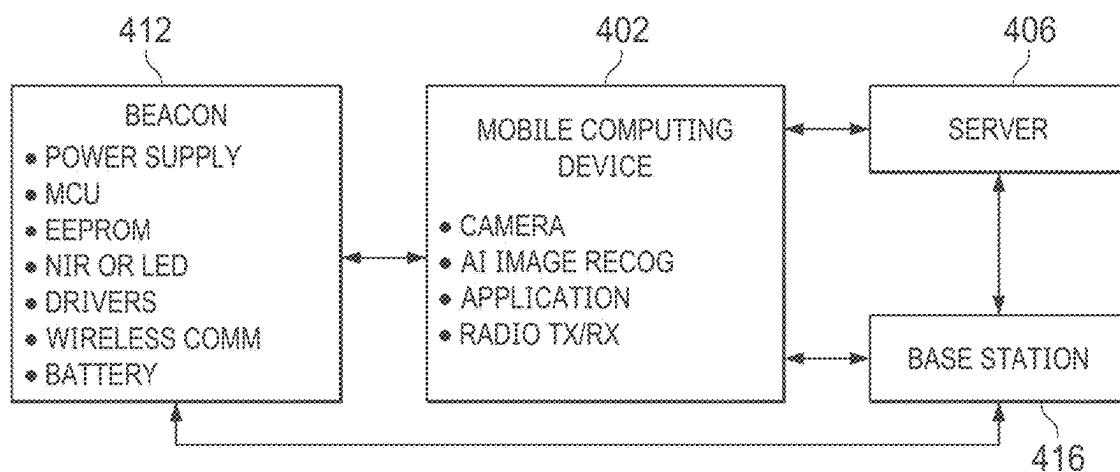 412
BEACON
• POWER SUPPLY
• MCU
• EEPROM
• NIR OR LED
• DRIVERS
• WIRELESS COMM
• BATTERY
402
MOBILE COMPUTING
DEVICE
• CAMERA
• AI IMAGE RECOG
• APPLICATION
• RADIO TX/RX
406
SERVER
BASE STATION
416